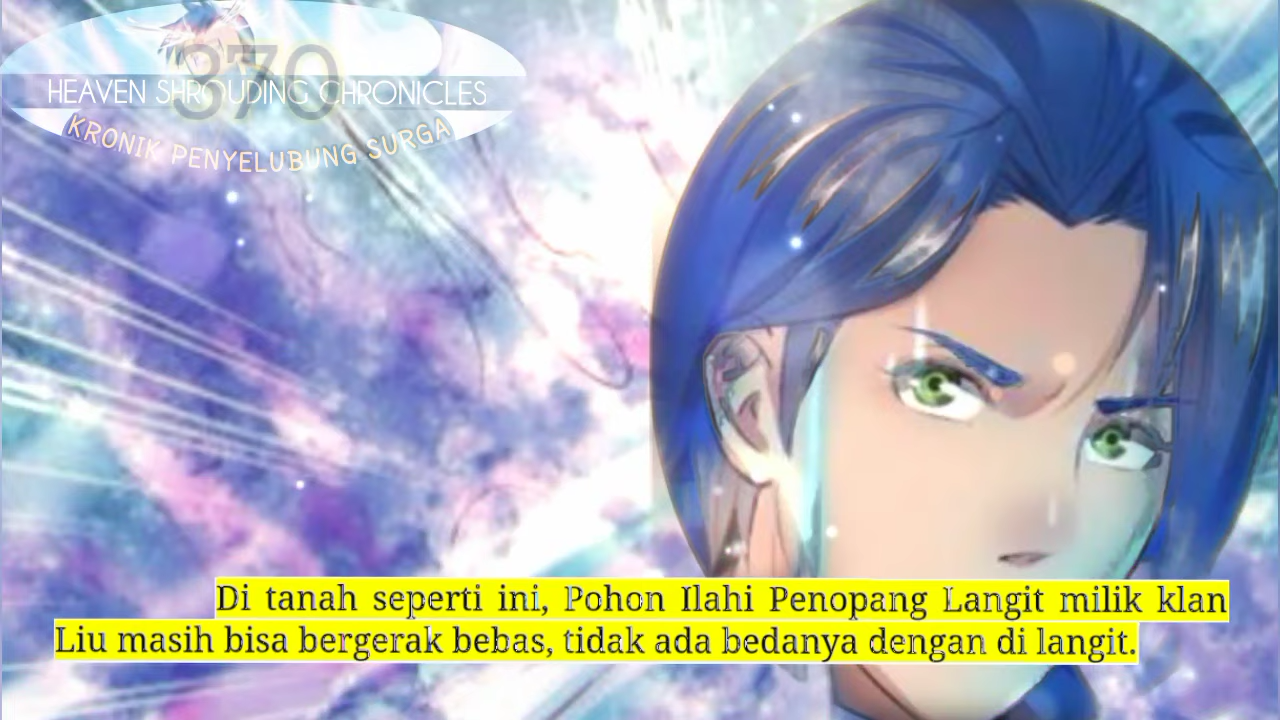 370
HEAVEN SHROUDING CHRONICLES
KRONIK PENYELUBUNG SURGA
Di tanah seperti ini, Pohon Ilahi Penopang Langit milik klan
Liu masih bisa bergerak bebas, tidak ada bedanya dengan di langit.